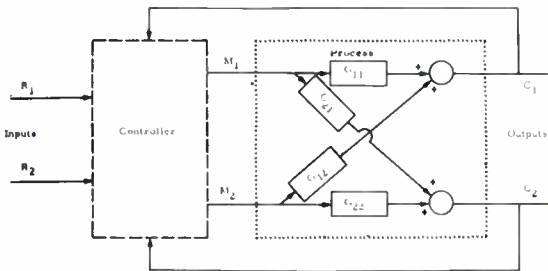 Process
M1
G11
R1
G21
C1
Inputs
Controller
Outputs
R2
G12
M2
G22
C2